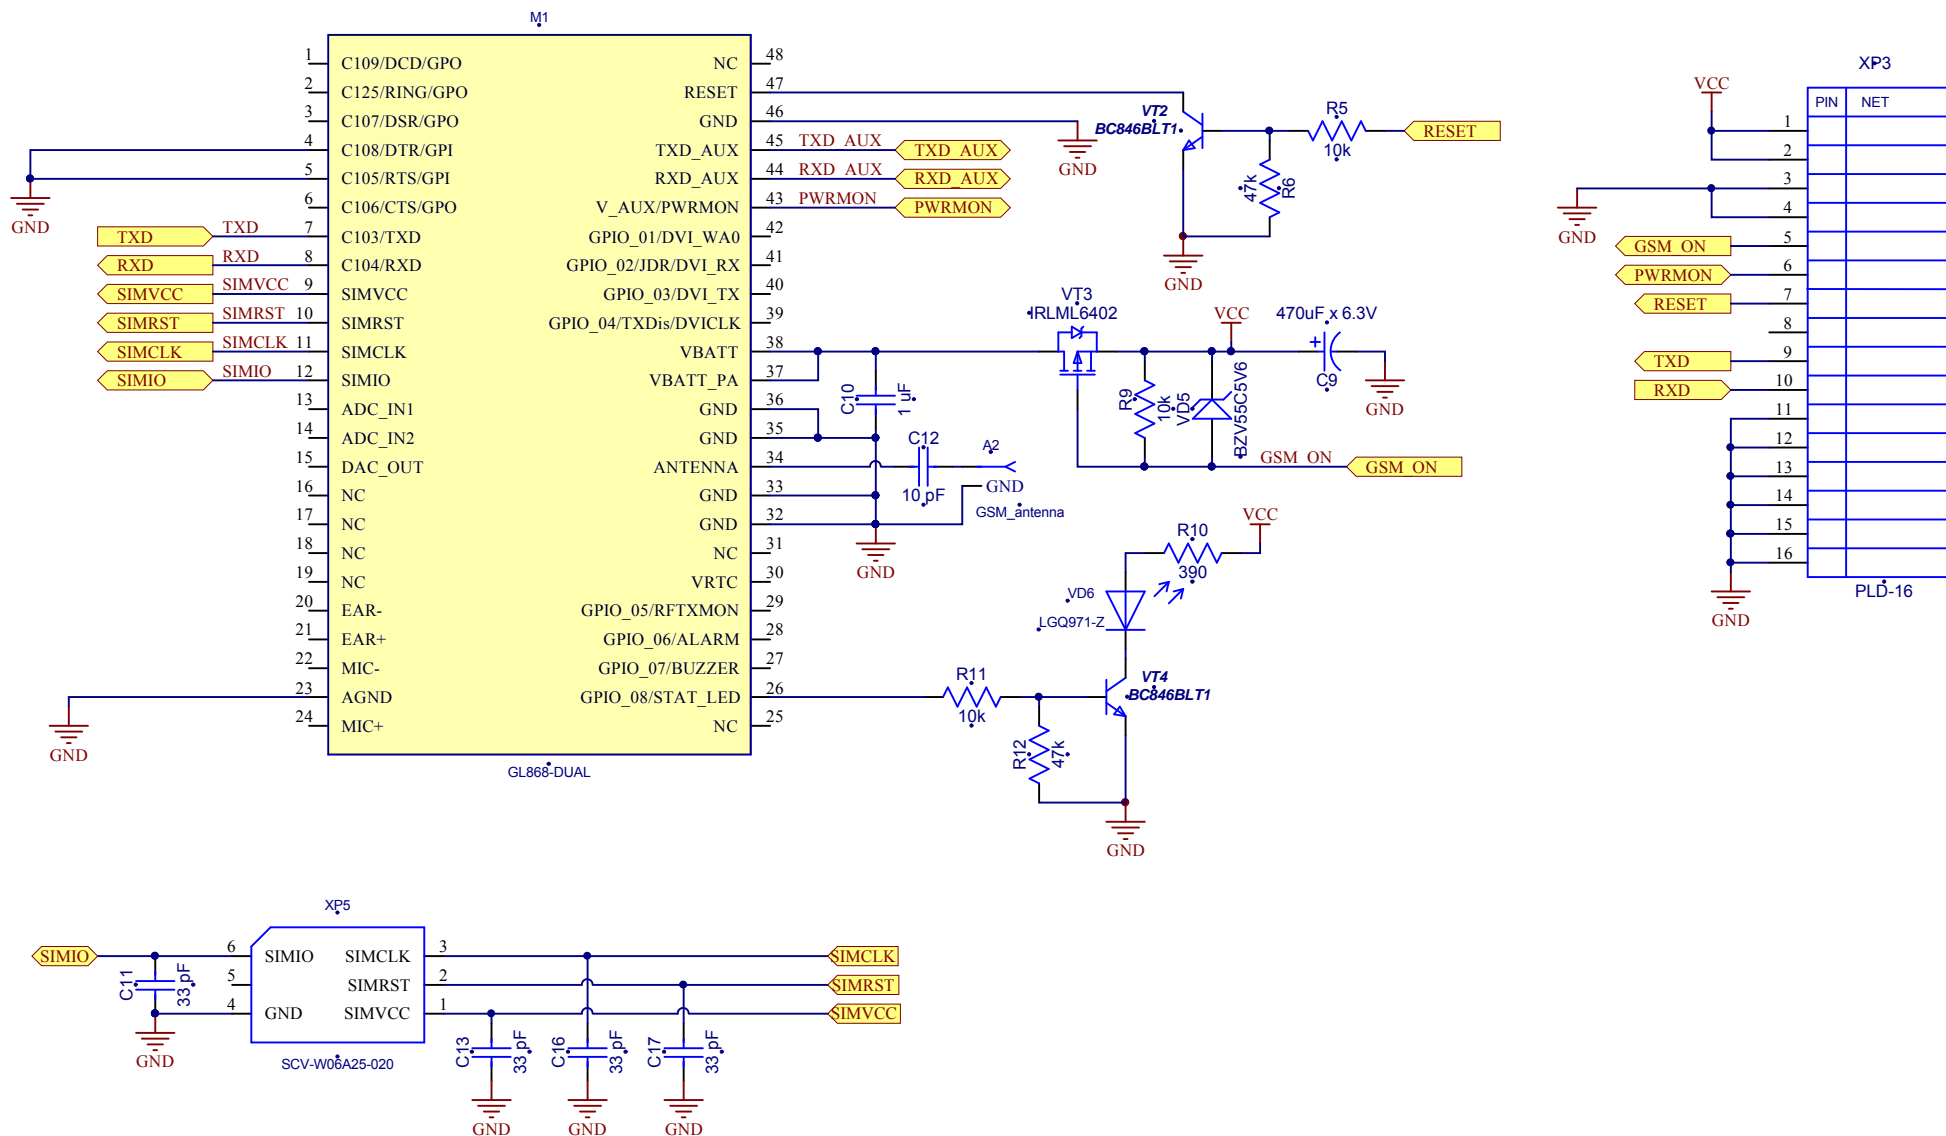 M1
1 C109/DCD/GPO
2 C125/RING/GPO
3 C107/DSR/GPO
4 C108/DTR/GPI
5 C105/RTS/GPI
6 C106/CTS/GPO
TXD TXD 7 C103/TXD
RXD RXD 8 C104/RXD
SIMVCC SIMVCC 9 SIMVCC
SIMRST SIMRST 10 SIMRST
SIMCLK SIMCLK 11 SIMCLK
SIMIO SIMIO 12 SIMIO
13 ADC_IN1
14 ADC_IN2
15 DAC_OUT
16 NC
17 NC
18 NC
19 NC
20 EAR-
21 EAR+
22 MIC-
23 AGND
24 MIC+
GND
GND
NC 48
RESET 47
GND 46
TXD_AUX 45 TXD_AUX TXD_AUX
RXD_AUX 44 RXD_AUX RXD_AUX
V_AUX/PWRMON 43 PWRMON PWRMON
GPIO_01/DVI_WA0 42
GPIO_02/JDR/DVI_RX 41
GPIO_03/DVI_TX 40
GPIO_04/TXDis/DVICLK 39
VBATT 38
VBATT_PA 37
GND 36
GND 35
ANTENNA 34
GND 33
GND 32
NC 31
VRTC 30
GPIO_05/RFTXMON 29
GPIO_06/ALARM 28
GPIO_07/BUZZER 27
GPIO_08/STAT_LED 26
NC 25
GL868-DUAL
GND
VT2
BC846BLT1
R5
10k
RESET
47k
R6
GND
VT3
IRLML6402
VCC
470uF x 6.3V
+
C9
GND
R9
10k
VD5
BZV55C5V6
GSM_ON
GSM_ON
C10
1 uF
C12
10 pF
A2
GND
GSM_antenna
GND
VCC
R10
390
VD6
LGQ971-Z
R11
10k
VT4
BC846BLT1
R12
47k
GND
XP3
PIN NET
VCC
1
2
3
4
GND
GSM_ON 5
PWRMON 6
RESET 7
8
TXD 9
RXD 10
11
12
13
14
15
16
GND
PLD-16
XP5
SIMIO 6 SIMIO SIMCLK 3 SIMCLK
5 SIMRST 2 SIMRST
4 GND SIMVCC 1 SIMVCC
C11
33 pF
GND
SCV-W06A25-020
C13
33 pF
C16
33 pF
C17
33 pF
GND
GND
GND